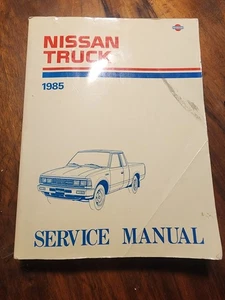 NISSAN
TRUCK
1985
SERVICE MANUAL